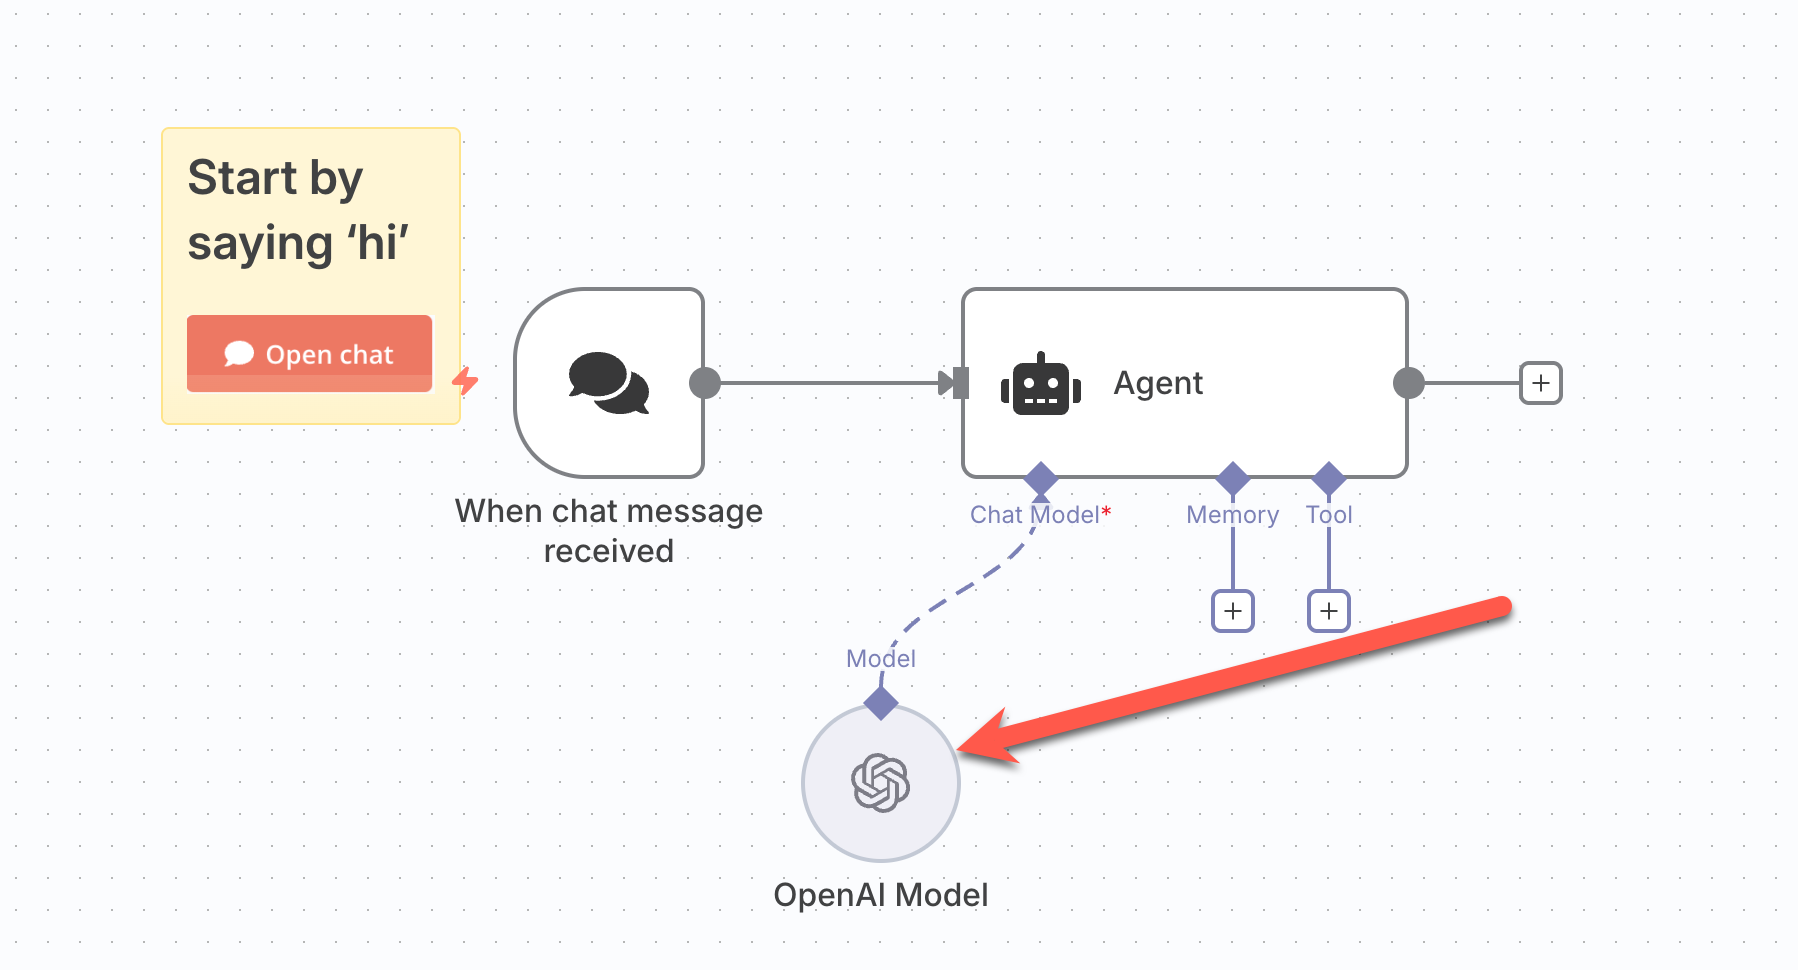 Start by
saying ‘hi’
Open chat
When chat message
received
Agent
Chat Model*
Memory
Tool
Model
OpenAI Model